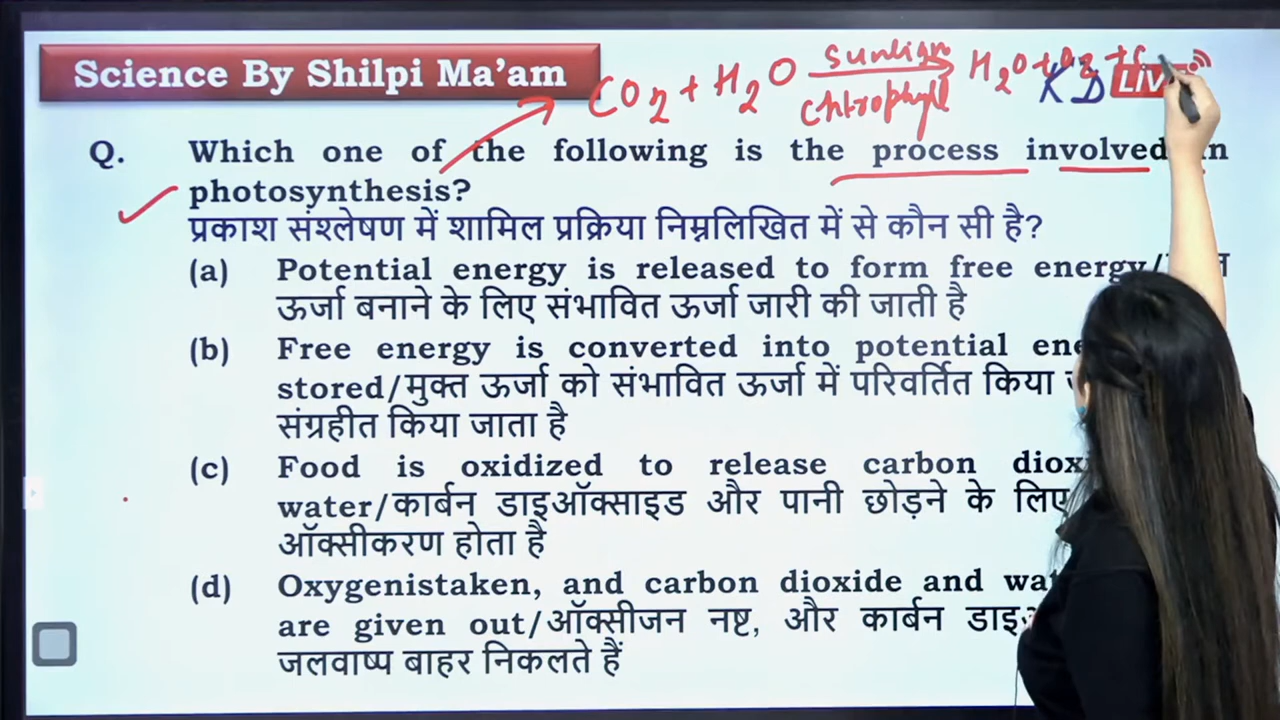 Science By Shilpi Ma'am
CO2 + H2O Sunligh Chlrophyll H2O + O2 +
KD Liv
Q. Which one of the following is the process involved in
photosynthesis?
प्रकाश संश्लेषण में शामिल प्रक्रिया निम्नलिखित में से कौन सी है?
(a) Potential energy is released to form free energy/
ऊर्जा बनाने के लिए संभावित ऊर्जा जारी की जाती है
(b) Free energy is converted into potential
stored/मुक्त ऊर्जा को संभावित ऊर्जा में परिवर्तित किया
संग्रहीत किया जाता है
(c) Food is oxidized to release carbon
water/कार्बन डाइऑक्साइड और पानी छोड़ने के लिए
ऑक्सीकरण होता है
(d) Oxygenistaken, and carbon dioxide and
are given out/ऑक्सीजन नष्ट, और कार्बन
जलवाष्प बाहर निकलते हैं